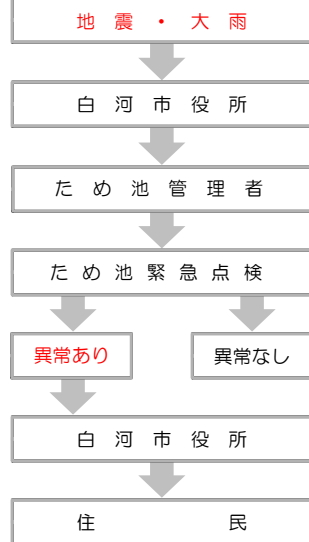 地震・大雨
白河市役所
ため池管理者
ため池緊急点検
異常あり 異常なし
白河市役所
住民